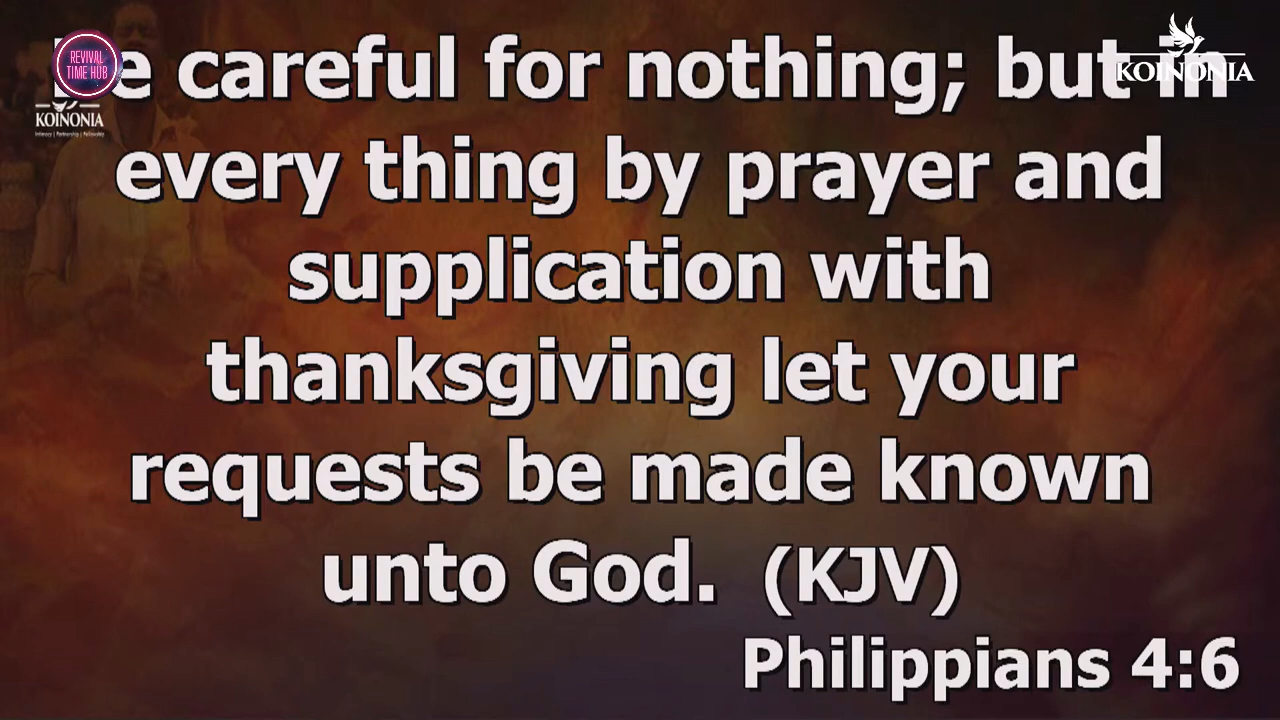 REVIVAL
TIME HUB
KOINONIA
Intimacy | Partnership | Fellowship
KOINONIA
Be careful for nothing; but in
every thing by prayer and
supplication with
thanksgiving let your
requests be made known
unto God. (KJV)
Philippians 4:6